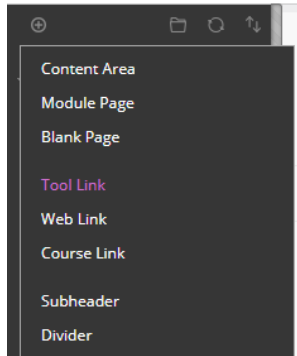 Content Area
Module Page
Blank Page
Tool Link
Web Link
Course Link
Subheader
Divider